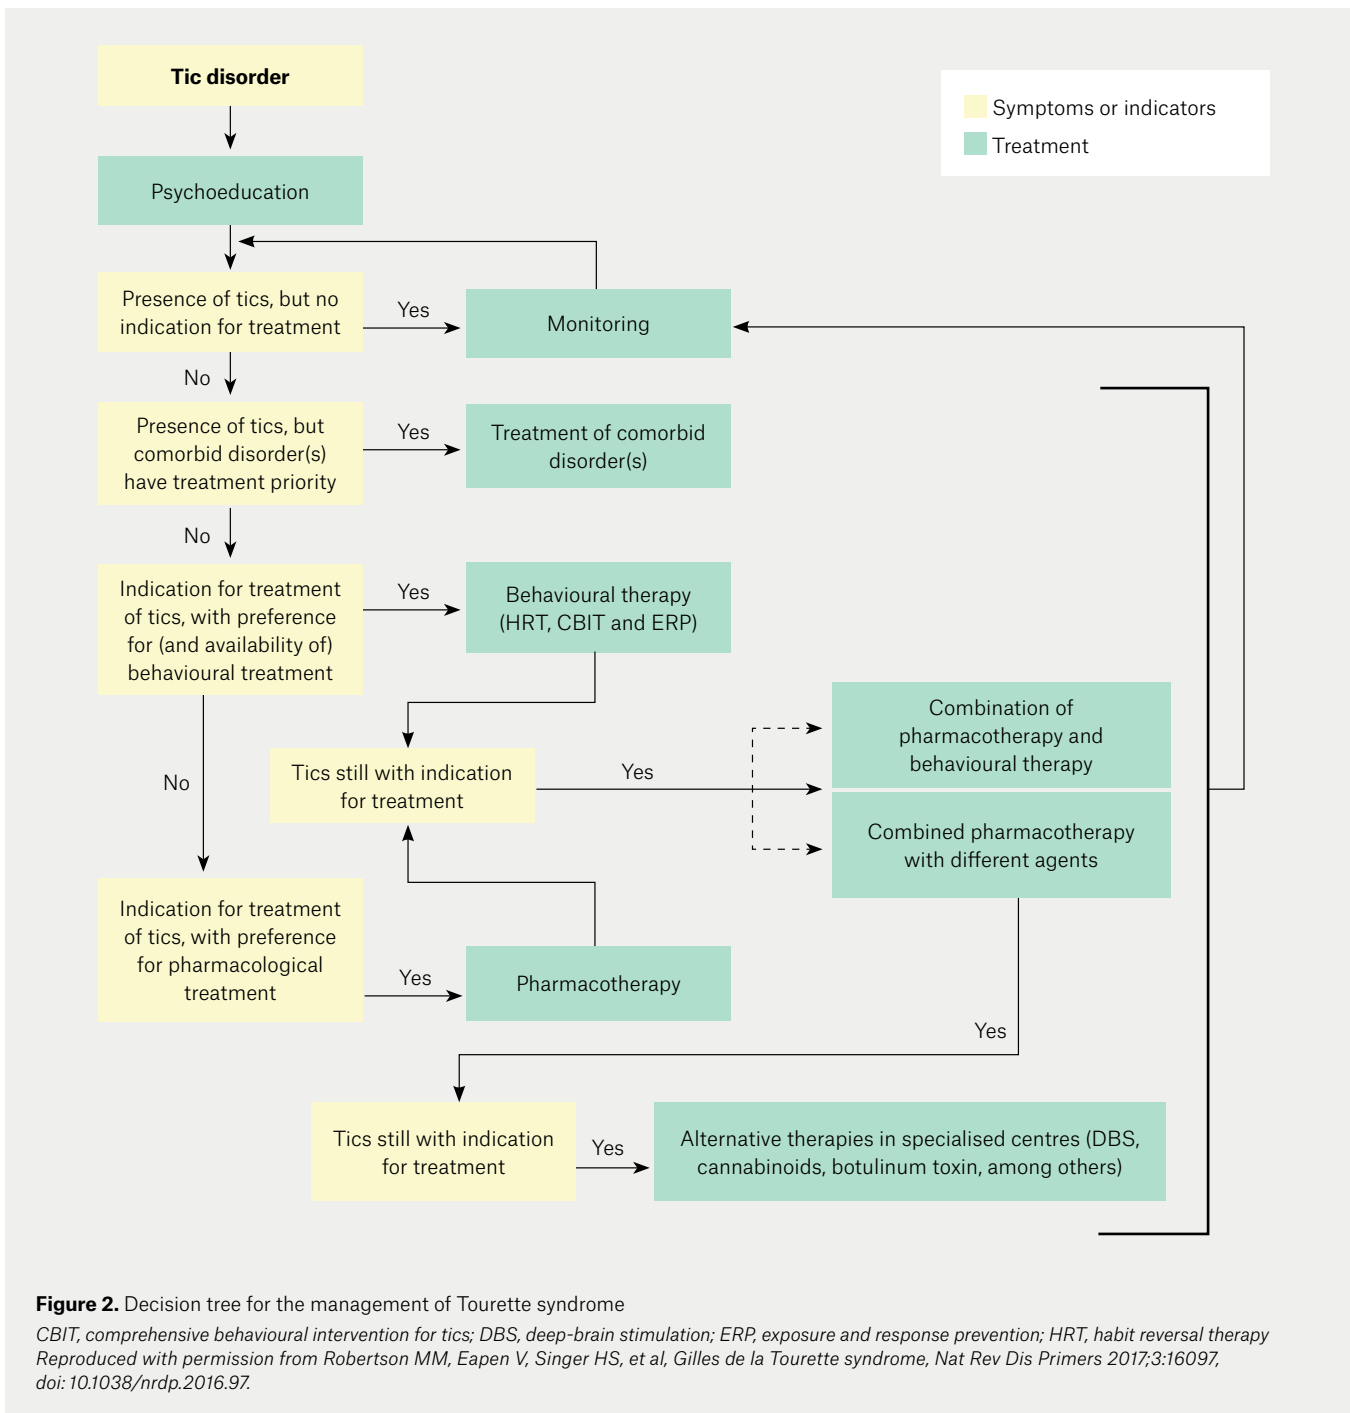 Tic disorder
Symptoms or indicators
Treatment
Psychoeducation
Presence of tics, but no
indication for treatment
Yes
Monitoring
No
Presence of tics, but
comorbid disorder(s)
have treatment priority
Yes
Treatment of comorbid
disorder(s)
No
Indication for treatment
of tics, with preference
for (and availability of)
behavioural treatment
Yes
Behavioural therapy
(HRT, CBIT and ERP)
No
Tics still with indication
for treatment
Yes
Combination of
pharmacotherapy and
behavioural therapy
Combined pharmacotherapy
with different agents
Indication for treatment
of tics, with preference
for pharmacological
treatment
Yes
Pharmacotherapy
Yes
Tics still with indication
for treatment
Yes
Alternative therapies in specialised centres (DBS,
cannabinoids, botulinum toxin, among others)
Figure 2. Decision tree for the management of Tourette syndrome
CBIT, comprehensive behavioural intervention for tics; DBS, deep-brain stimulation; ERP, exposure and response prevention; HRT, habit reversal therapy
Reproduced with permission from Robertson MM, Eapen V, Singer HS, et al, Gilles de la Tourette syndrome, Nat Rev Dis Primers 2017;3:16097,
doi: 10.1038/nrdp.2016.97.